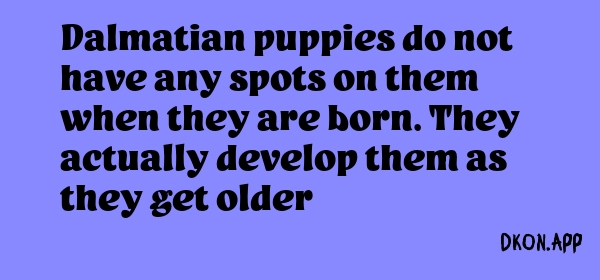 Dalmatian puppies do not
have any spots on them
when they are born. They
actually develop them as
they get older
DKON.APP